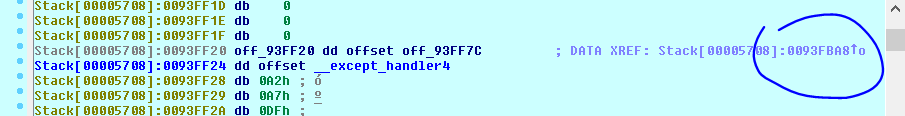 Stack[00005708]:0093FF1D db 0
Stack[00005708]:0093FF1E db 0
Stack[00005708]:0093FF1F db 0
Stack[00005708]:0093FF20 off_93FF20 dd offset off_93FF7C ; DATA XREF: Stack[00005708]:0093FBA8↑o
Stack[00005708]:0093FF24 dd offset __except_handler4
Stack[00005708]:0093FF28 db 0A2h ; ó
Stack[00005708]:0093FF29 db 0A7h ; º
Stack[00005708]:0093FF2A db 0DFh ;